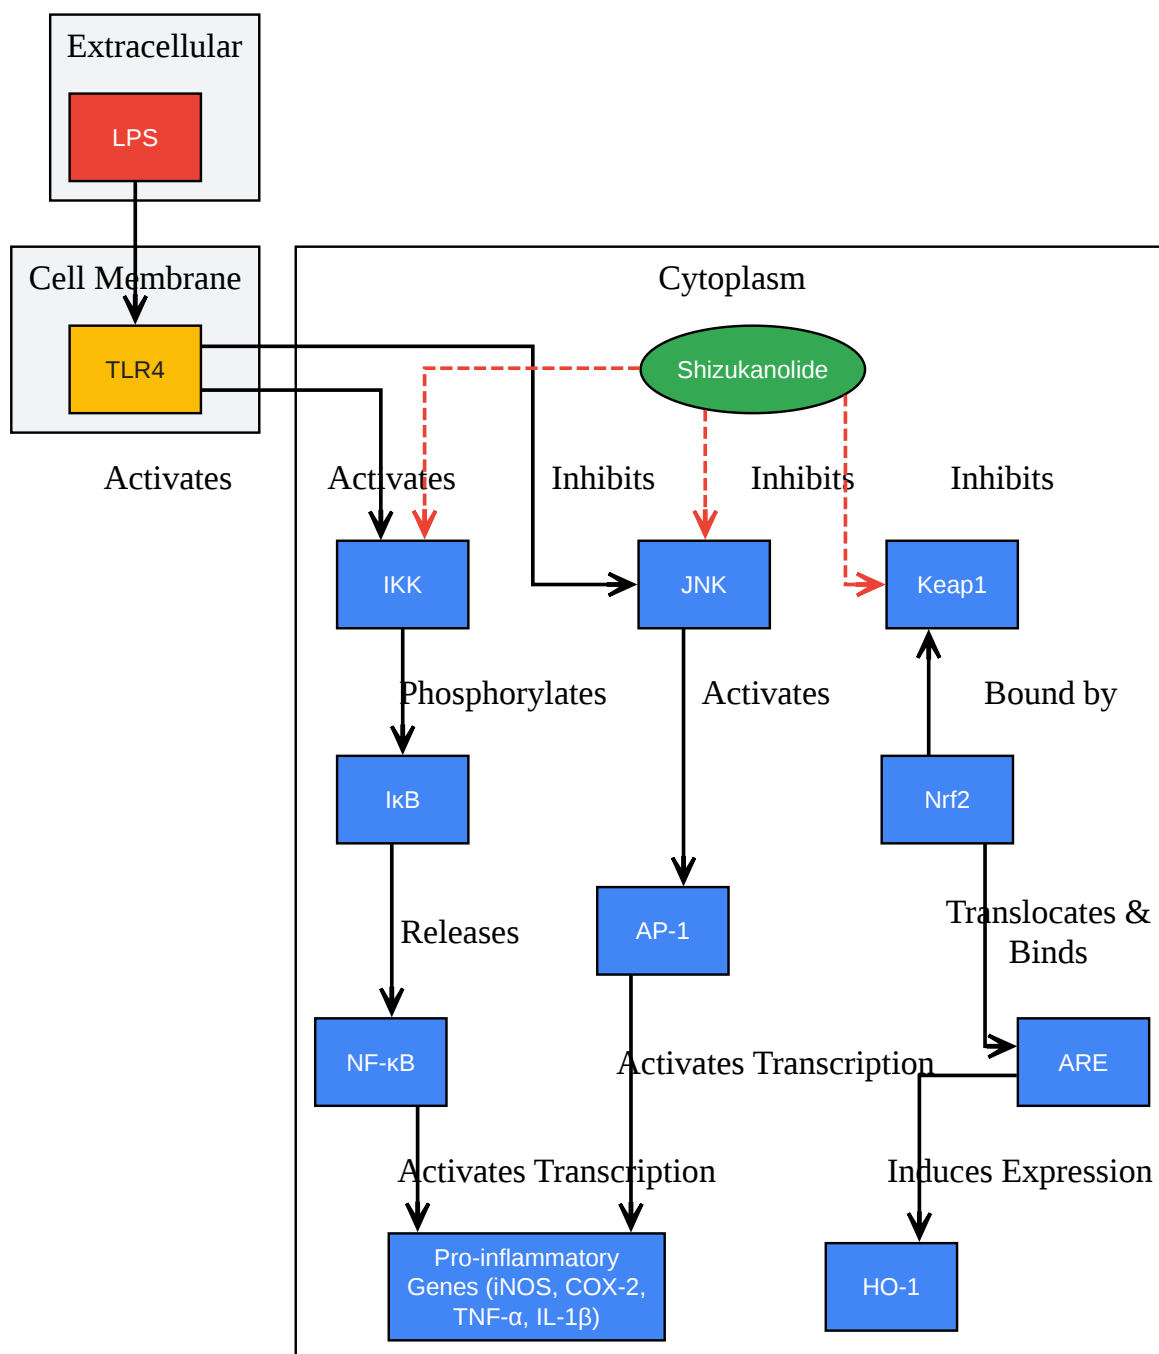 Extracellular
LPS
Cell Membrane
Cytoplasm
TLR4
Shizukanolide
Activates
Activates
Inhibits
Inhibits
Inhibits
IKK
JNK
Keap1
Phosphorylates
Activates
Bound by
IκB
Nrf2
Releases
AP-1
Translocates &
Binds
NF-κB
Activates Transcription
ARE
Activates Transcription
Induces Expression
Pro-inflammatory
Genes (iNOS, COX-2,
TNF-α, IL-1β)
HO-1